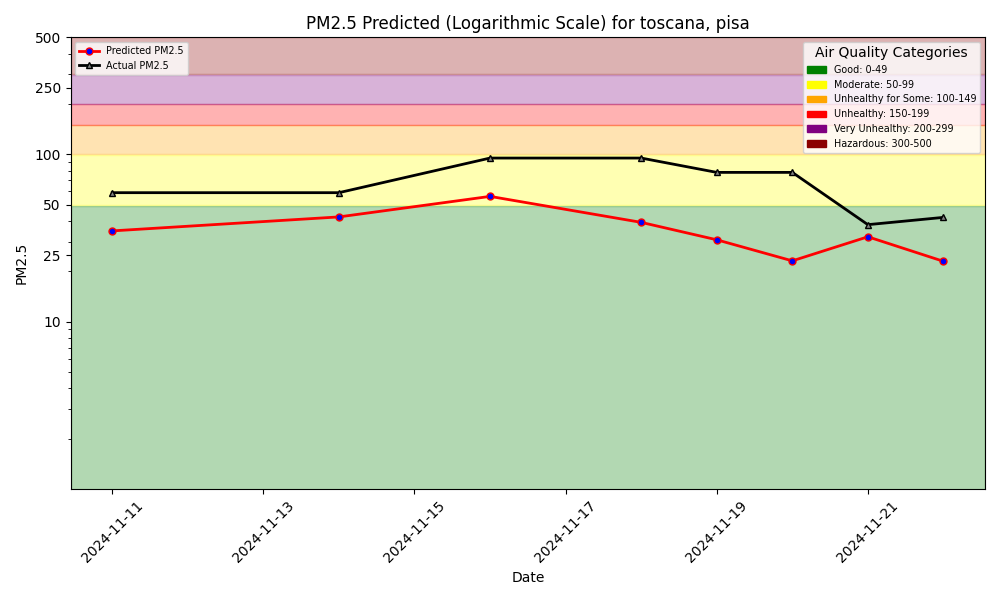 PM2.5 Predicted (Logarithmic Scale) for toscana, pisa
Predicted PM2.5
Actual PM2.5
Air Quality Categories
Good: 0-49
Moderate: 50-99
Unhealthy for Some: 100-149
Unhealthy: 150-199
Very Unhealthy: 200-299
Hazardous: 300-500
500
250
100
50
25
10
PM2.5
2024-11-11
2024-11-13
2024-11-15
2024-11-17
2024-11-19
2024-11-21
Date